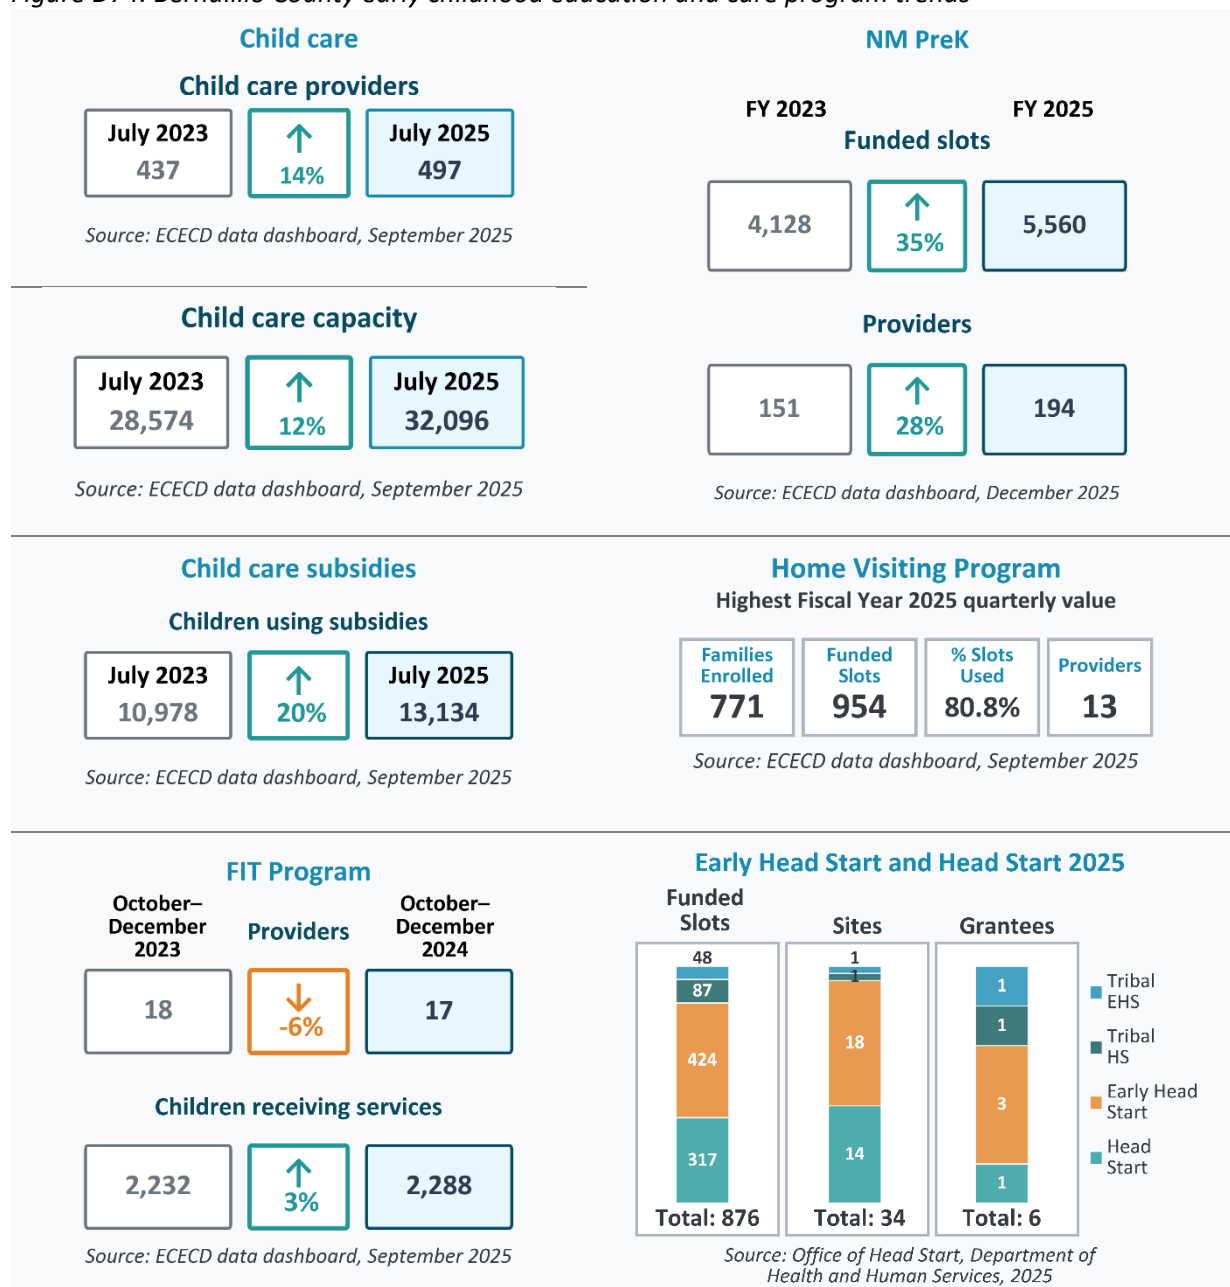 Child care
Child care providers
July 2023
437
↑
14%
July 2025
497
Source: ECECD data dashboard, September 2025
Child care capacity
July 2023
28,574
↑
12%
July 2025
32,096
Source: ECECD data dashboard, September 2025
NM PreK
FY 2023
FY 2025
Funded slots
4,128
↑
35%
5,560
Providers
151
↑
28%
194
Source: ECECD data dashboard, December 2025
Child care subsidies
Children using subsidies
July 2023
10,978
↑
20%
July 2025
13,134
Source: ECECD data dashboard, September 2025
Home Visiting Program
Highest Fiscal Year 2025 quarterly value
Families
Enrolled
771
Funded
Slots
954
% Slots
Used
80.8%
Providers
13
Source: ECECD data dashboard, September 2025
FIT Program
October–
December
2023
Providers
October–
December
2024
18
↓
-6%
17
Children receiving services
2,232
↑
3%
2,288
Source: ECECD data dashboard, September 2025
Early Head Start and Head Start 2025
Funded
Slots
48
87
424
317
Total: 876
Sites
1
1
18
14
Total: 34
Grantees
1
1
3
1
Total: 6
Tribal
EHS
Tribal
HS
Early Head
Start
Head
Start
Source: Office of Head Start, Department of
Health and Human Services, 2025